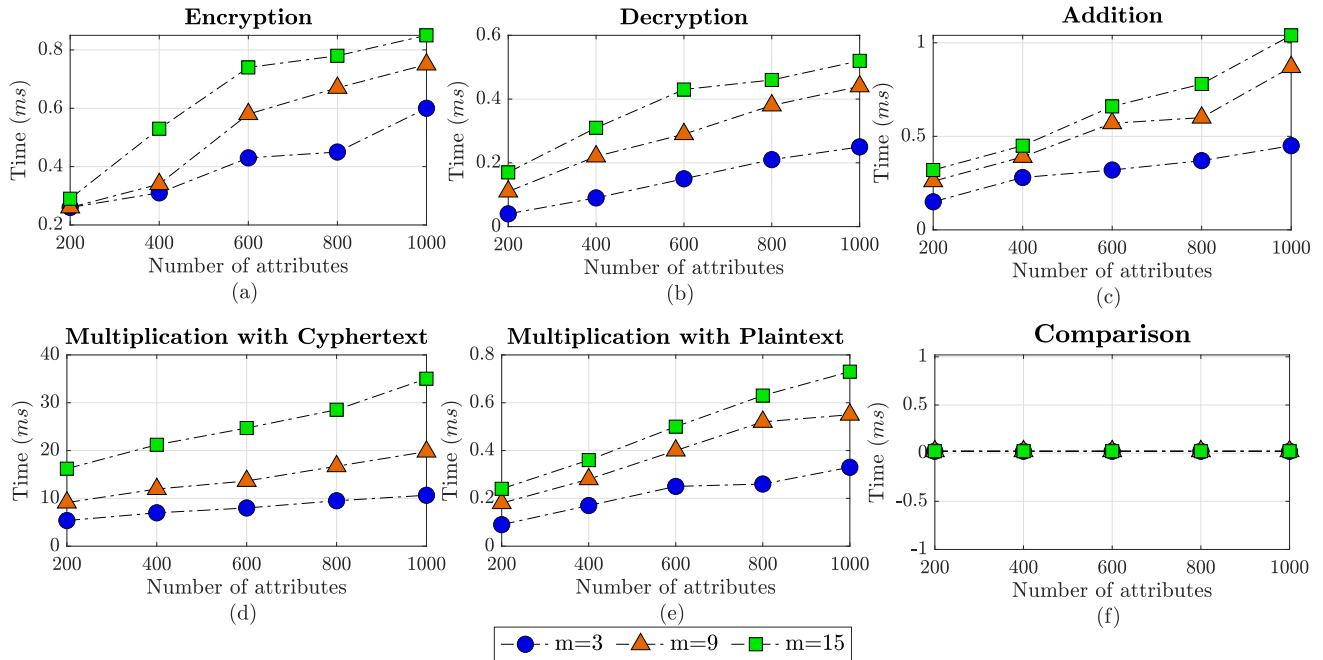 Encryption
Time (ms)
0.8
0.6
0.4
0.2
200 400 600 800 1000
Number of attributes
(a)
Decryption
Time (ms)
0.6
0.4
0.2
0
200 400 600 800 1000
Number of attributes
(b)
Addition
Time (ms)
1
0.5
0
200 400 600 800 1000
Number of attributes
(c)
Multiplication with Cyphertext
Time (ms)
40
30
20
10
0
200 400 600 800 1000
Number of attributes
(d)
Multiplication with Plaintext
Time (ms)
0.8
0.6
0.4
0.2
0
200 400 600 800 1000
Number of attributes
(e)
Comparison
Time (ms)
1
0.5
0
-0.5
-1
200 400 600 800 1000
Number of attributes
(f)
m=3 m=9 m=15